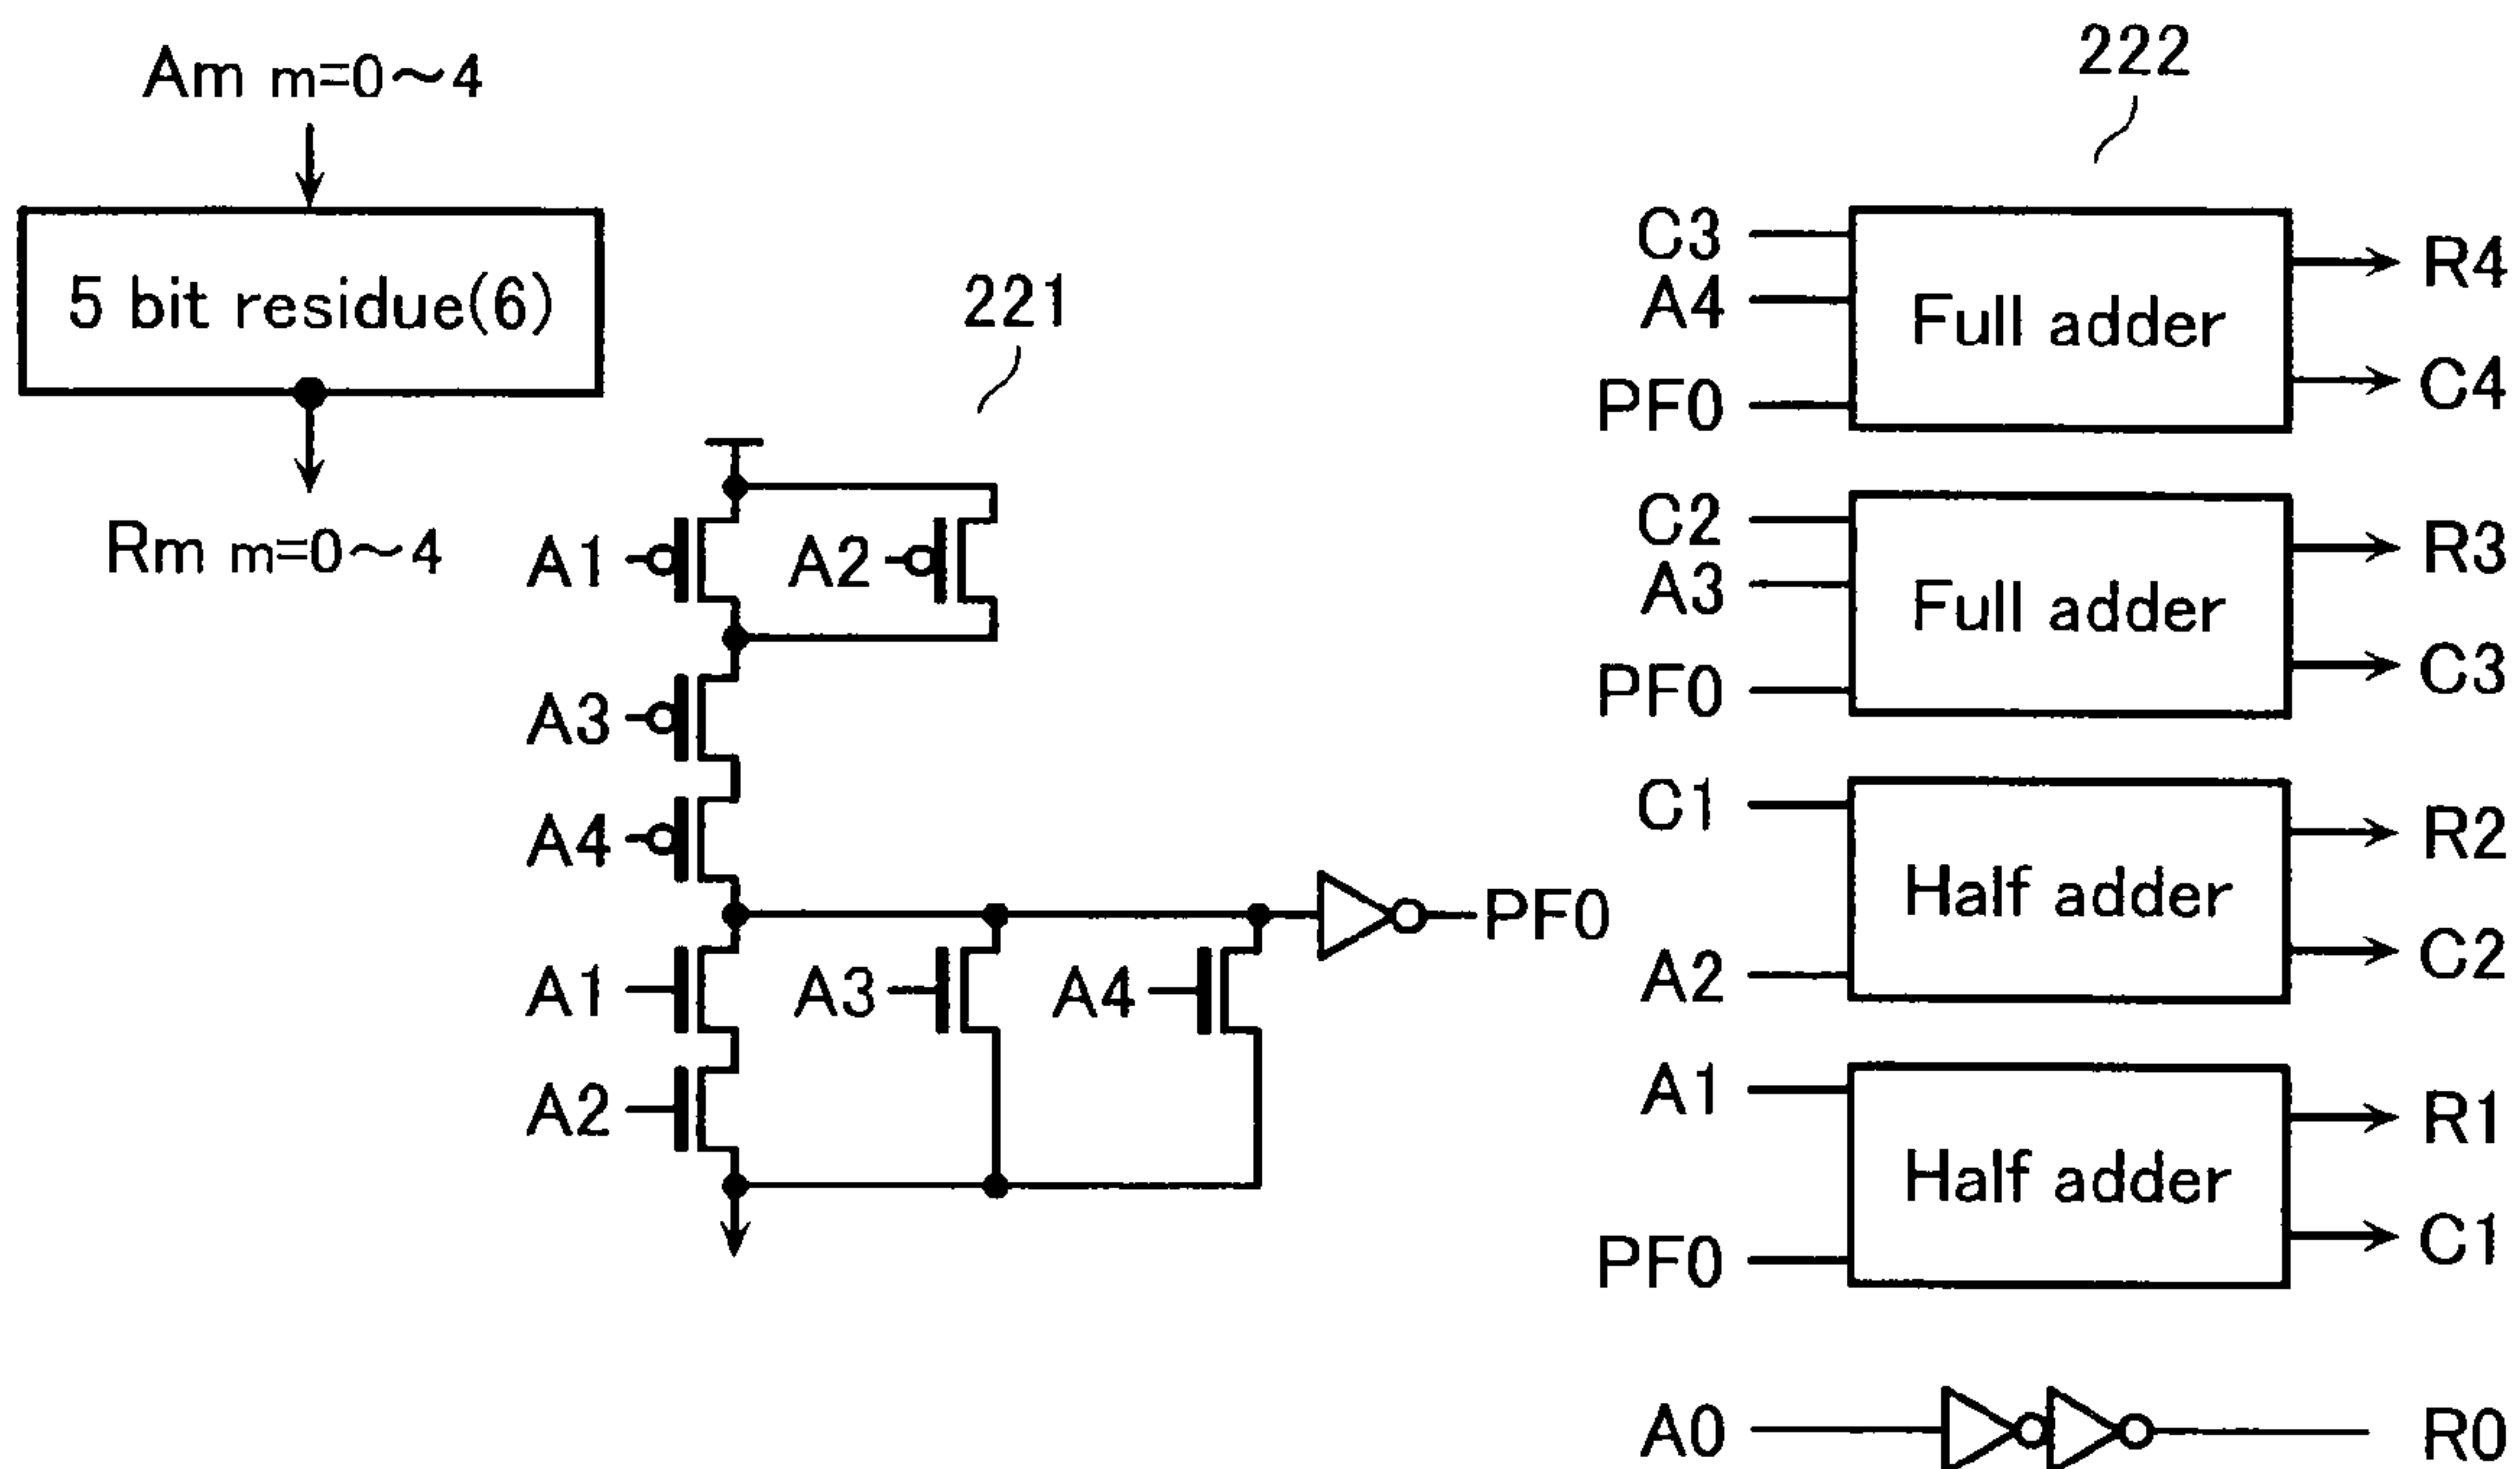 Am m=0～4
5 bit residue(6)
Rm m=0～4
221
A1
A2
A3
A4
PF0
A1
A3
A4
A2
222
C3
A4
PF0
Full adder
R4
C4
C2
A3
PF0
Full adder
R3
C3
C1
A2
Half adder
R2
C2
A1
PF0
Half adder
R1
C1
A0
R0